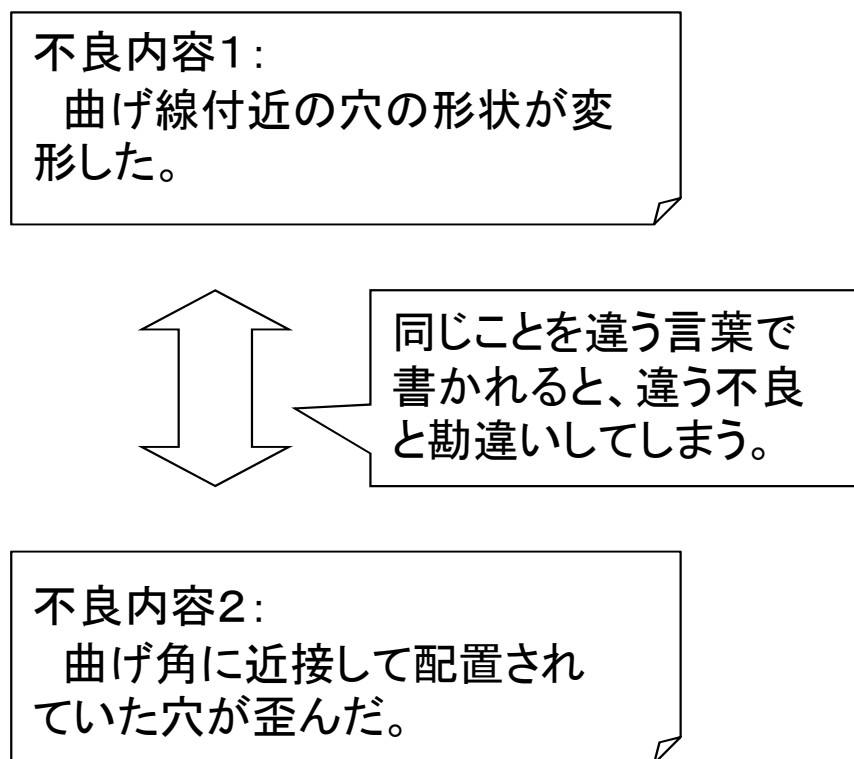 不良内容１：
　曲げ線付近の穴の形状が変
形した。
同じことを違う言葉で
書かれると、違う不良
と勘違いしてしまう。
不良内容２：
　曲げ角に近接して配置され
ていた穴が歪んだ。